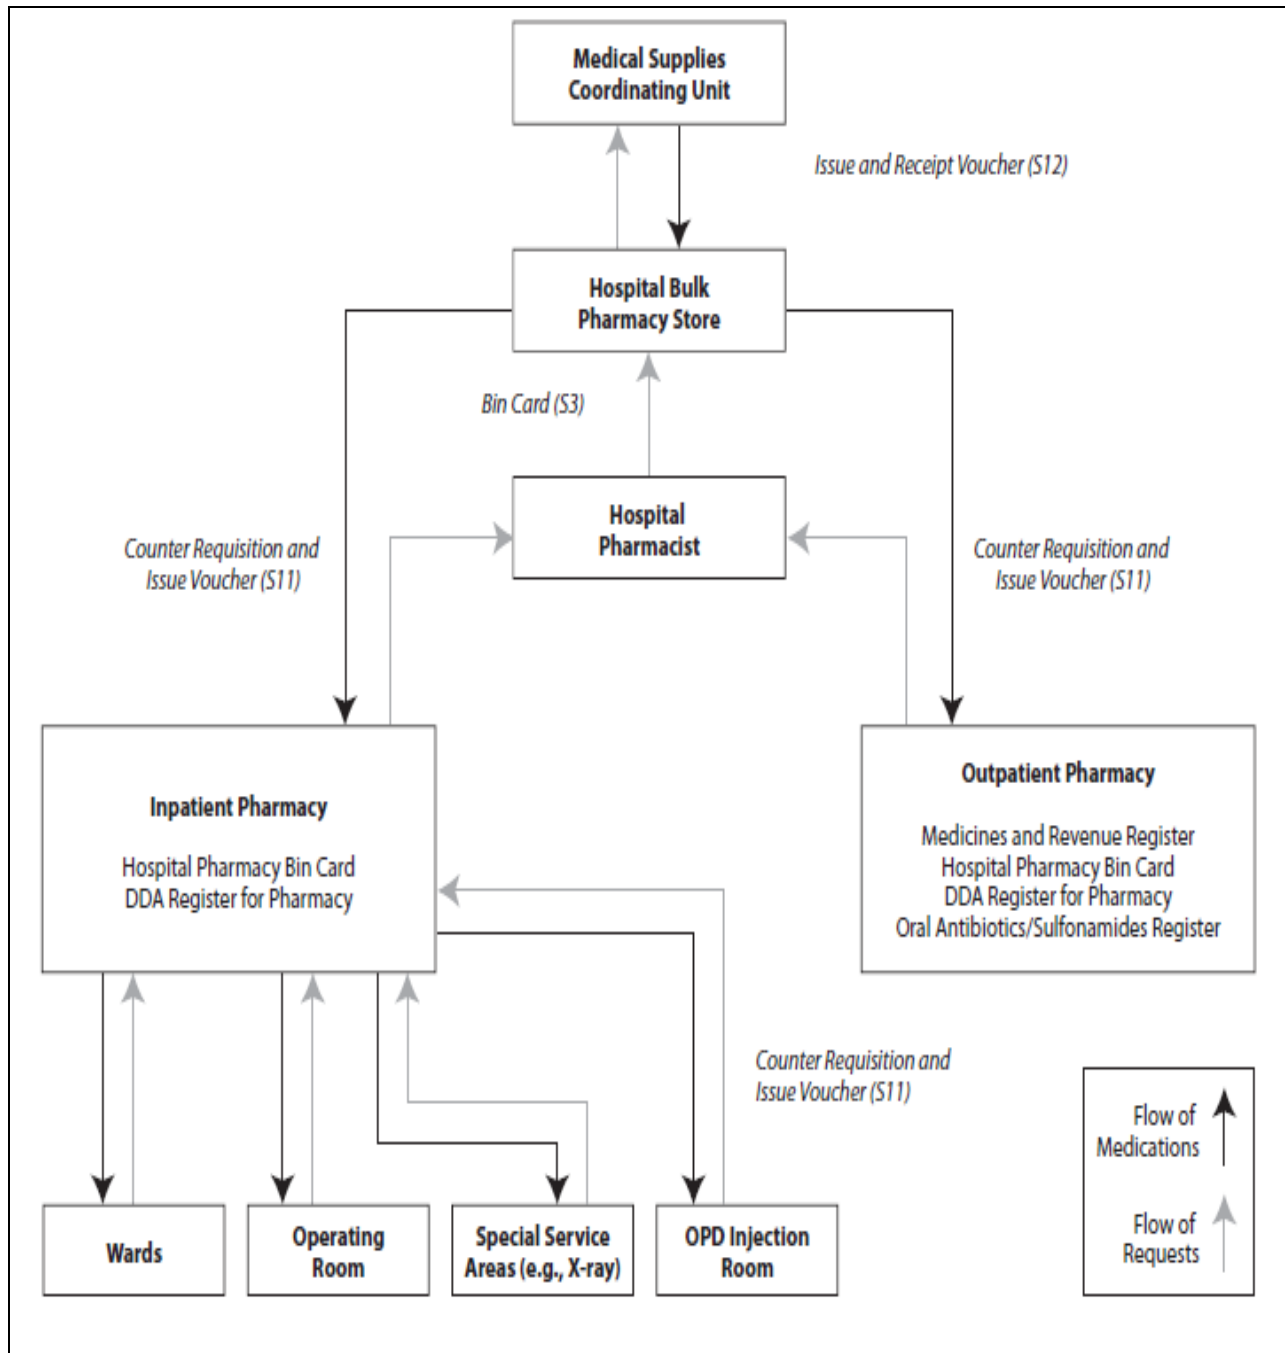 Medical Supplies
Coordinating Unit
Issue and Receipt Voucher (S12)
Hospital Bulk
Pharmacy Store
Bin Card (S3)
Hospital
Pharmacist
Counter Requisition and
Issue Voucher (S11)
Counter Requisition and
Issue Voucher (S11)
Inpatient Pharmacy
Hospital Pharmacy Bin Card
DDA Register for Pharmacy
Outpatient Pharmacy
Medicines and Revenue Register
Hospital Pharmacy Bin Card
DDA Register for Pharmacy
Oral Antibiotics/Sulfonamides Register
Counter Requisition and
Issue Voucher (S11)
Flow of
Medications
Flow of
Requests
Wards
Operating
Room
Special Service
Areas (e.g., X-ray)
OPD Injection
Room